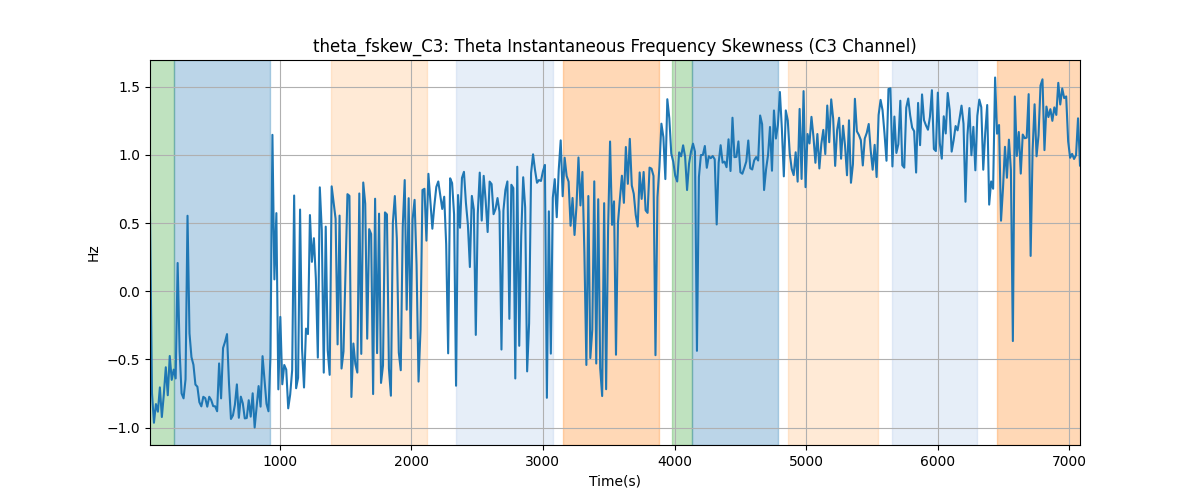 theta_fskew_C3: Theta Instantaneous Frequency Skewness (C3 Channel)
Hz
1.5
1.0
0.5
0.0
−0.5
−1.0
1000 2000 3000 4000 5000 6000 7000
Time(s)